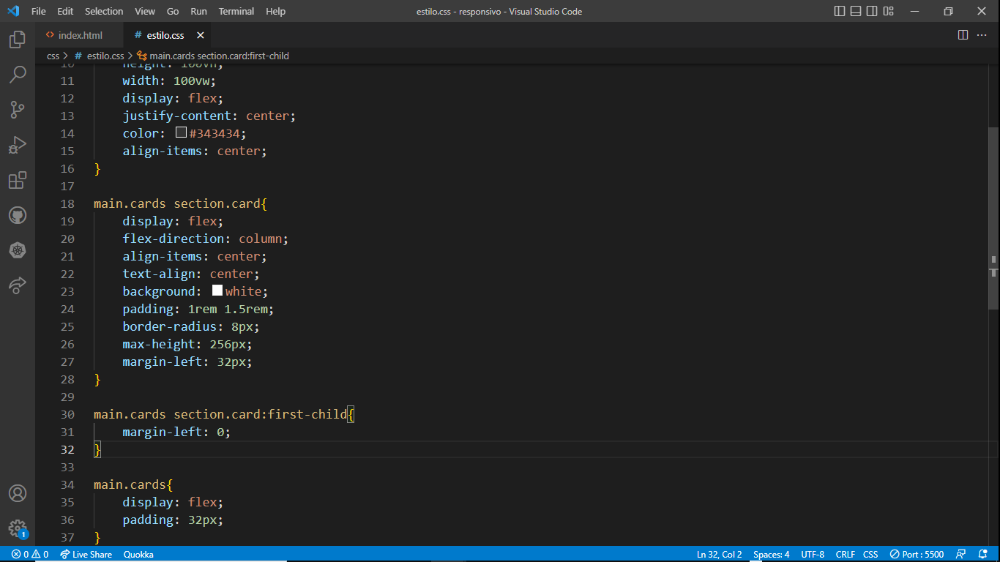 File Edit Selection View Go Run Terminal Help estilo.css - responsivo - Visual Studio Code
index.html estilo.css
css > estilo.css > main.cards section.card:first-child
10 height: 100vh;
11 width: 100vw;
12 display: flex;
13 justify-content: center;
14 color: #343434;
15 align-items: center;
16 }
17
18 main.cards section.card{
19 display: flex;
20 flex-direction: column;
21 align-items: center;
22 text-align: center;
23 background: white;
24 padding: 1rem 1.5rem;
25 border-radius: 8px;
26 max-height: 256px;
27 margin-left: 32px;
28 }
29
30 main.cards section.card:first-child{
31 margin-left: 0;
32 }
33
34 main.cards{
35 display: flex;
36 padding: 32px;
37 }
1
0 0 Live Share Quokka Ln 32, Col 2 Spaces: 4 UTF-8 CRLF CSS Port : 5500